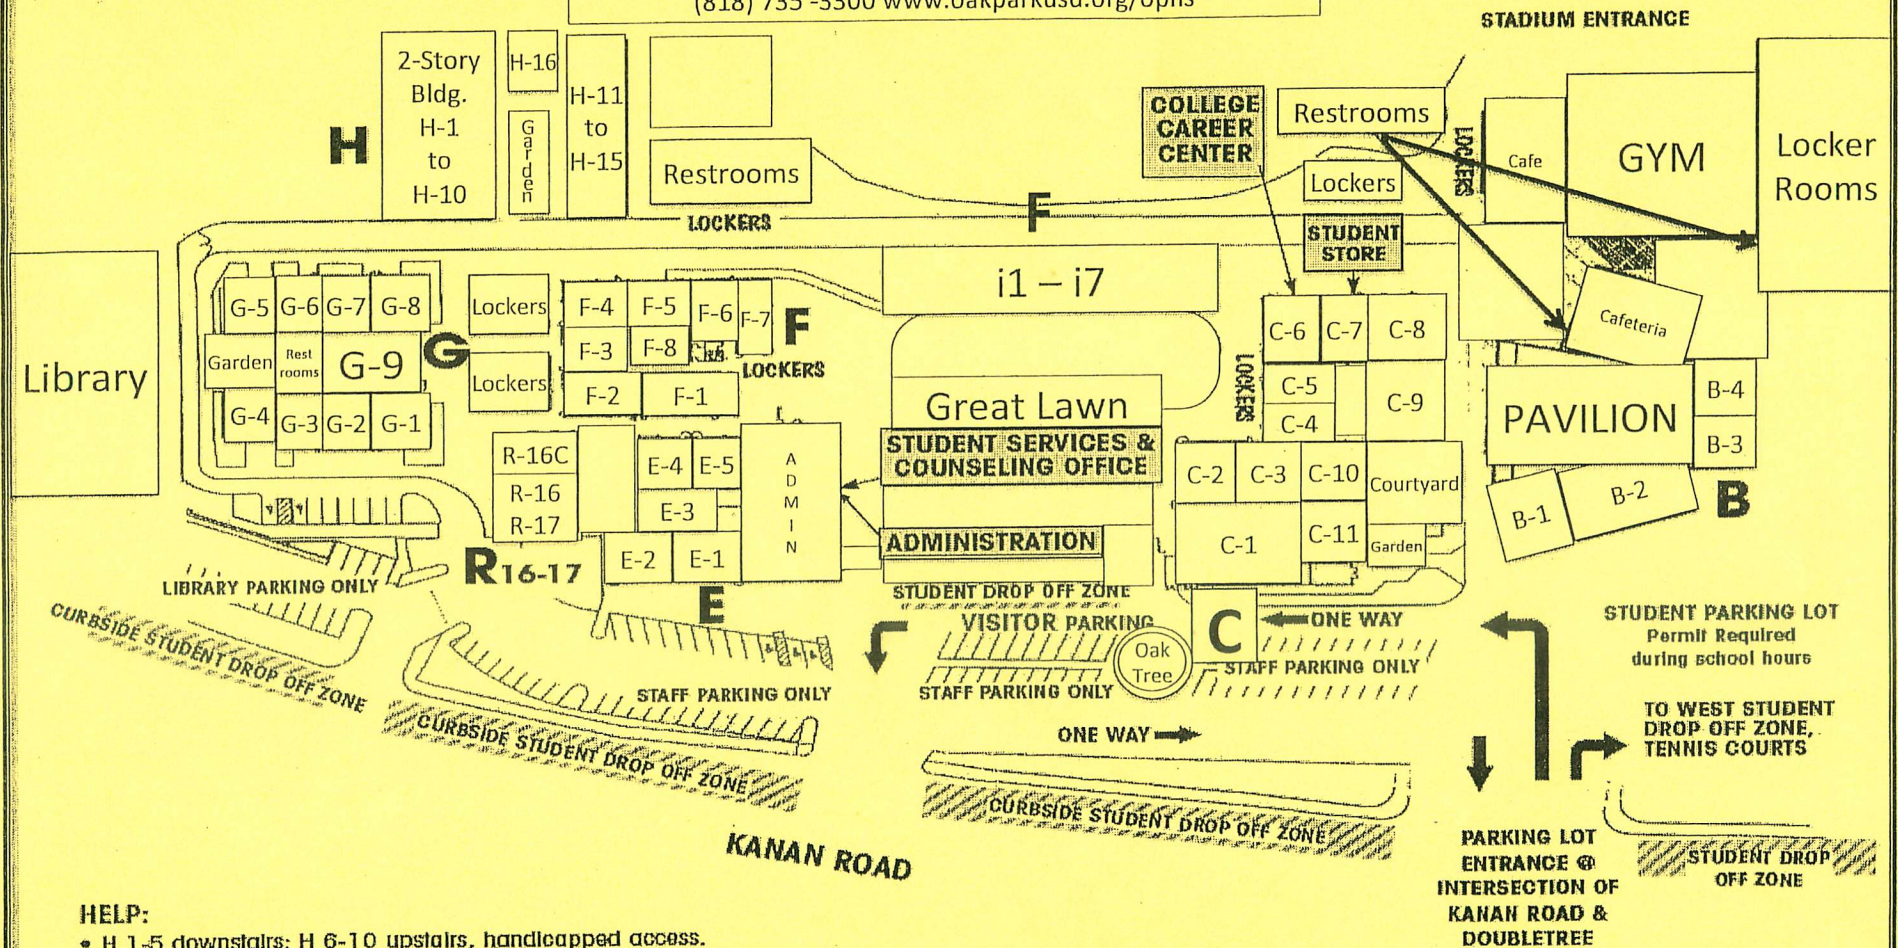 (818) 735 -3300 www.oakparkusd.org/ophs
STADIUM ENTRANCE
2-Story
Bldg.
H-1
to
H-10
H-16
Garden
H-11
to
H-15
H
Restrooms
LOCKERS
COLLEGE
CAREER
CENTER
Restrooms
Lockers
LOCKERS
Cafe
GYM
Locker
Rooms
F
STUDENT
STORE
Library
G-5
G-6
G-7
G-8
Garden
Rest
rooms
G-9
G
G-4
G-3
G-2
G-1
Lockers
Lockers
F-4
F-5
F-6
F-7
F-3
F-8
F-2
F-1
F
LOCKERS
i1 – i7
Great Lawn
STUDENT SERVICES &
COUNSELING OFFICE
ADMINISTRATION
R-16C
R-16
R-17
E-4
E-5
E-3
E-2
E-1
ADMIN
R 16-17
E
LOCKERS
C-6
C-7
C-8
C-5
C-4
C-9
C-2
C-3
C-10
Courtyard
C-1
C-11
Garden
Cafeteria
PAVILION
B-4
B-3
B-1
B-2
B
LIBRARY PARKING ONLY
CURBSIDE STUDENT DROP OFF ZONE
STUDENT DROP OFF ZONE
VISITOR PARKING
Oak
Tree
C
ONE WAY
STAFF PARKING ONLY
STAFF PARKING ONLY
STAFF PARKING ONLY
STUDENT PARKING LOT
Permit Required
during school hours
CURBSIDE STUDENT DROP OFF ZONE
ONE WAY
TO WEST STUDENT
DROP OFF ZONE,
TENNIS COURTS
CURBSIDE STUDENT DROP OFF ZONE
KANAN ROAD
PARKING LOT
ENTRANCE @
INTERSECTION OF
KANAN ROAD &
DOUBLETREE
STUDENT DROP
OFF ZONE
HELP:
• H 1-5 downstairs; H 6-10 upstairs, handicapped access.